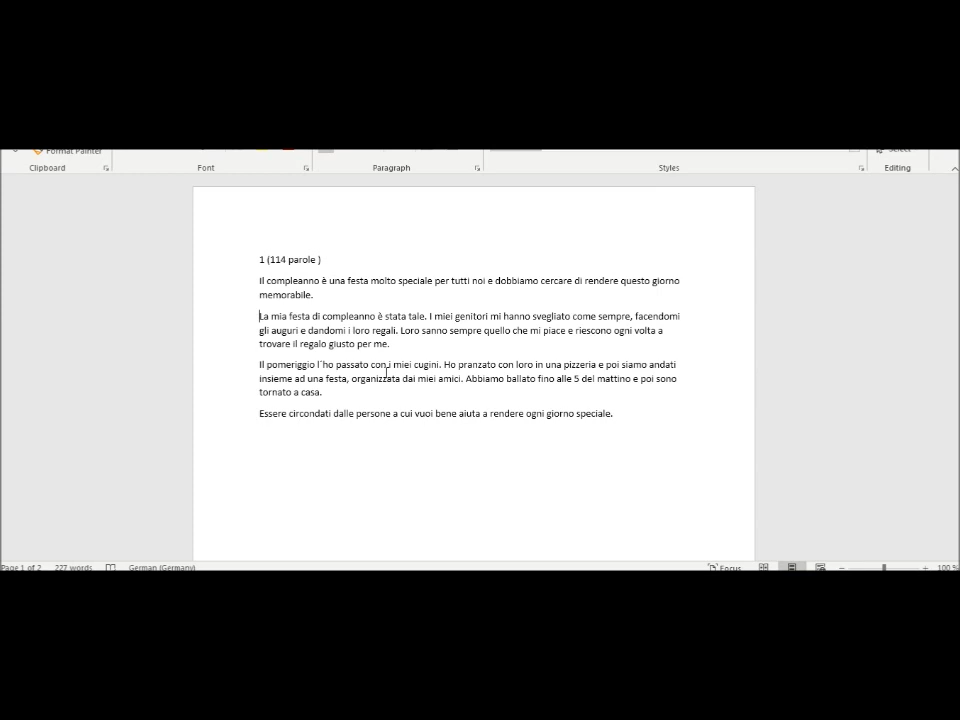 Format Painter
Clipboard
Font
Paragraph
Styles
Select
Editing
1 (114 parole )
Il compleanno è una festa molto speciale per tutti noi e dobbiamo cercare di rendere questo giorno
memorabile.
La mia festa di compleanno è stata tale. I miei genitori mi hanno svegliato come sempre, facendomi
gli auguri e dandomi i loro regali. Loro sanno sempre quello che mi piace e riescono ogni volta a
trovare il regalo giusto per me.
Il pomeriggio l´ho passato con i miei cugini. Ho pranzato con loro in una pizzeria e poi siamo andati
insieme ad una festa, organizzata dai miei amici. Abbiamo ballato fino alle 5 del mattino e poi sono
tornato a casa.
Essere circondati dalle persone a cui vuoi bene aiuta a rendere ogni giorno speciale.
Page 1 of 2 227 words German (Germany) Focus 100 %